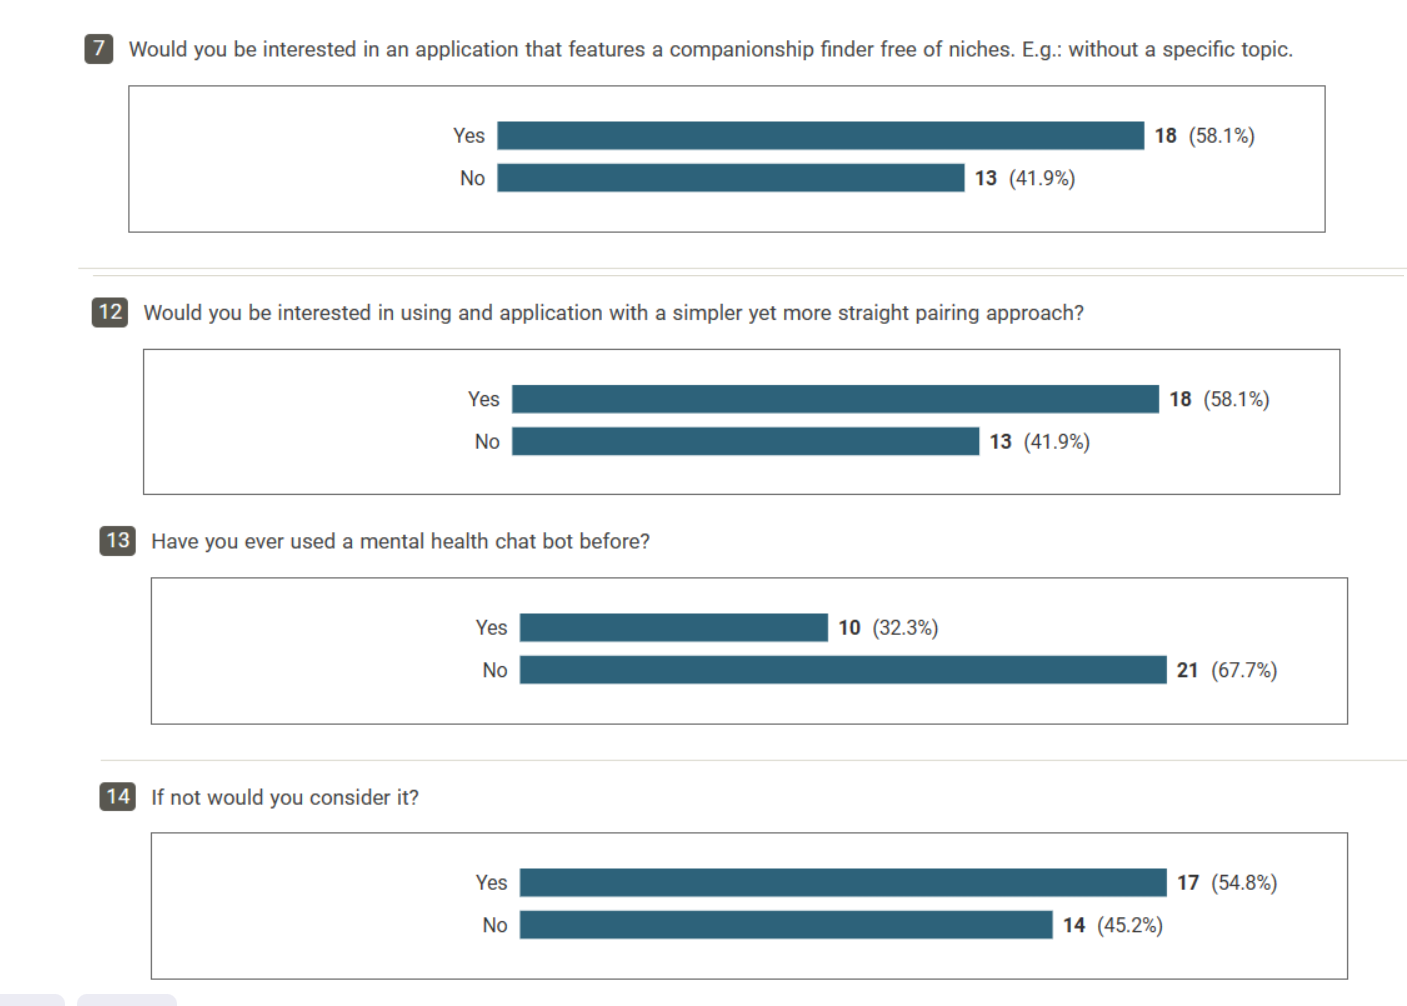 7 Would you be interested in an application that features a companionship finder free of niches. E.g.: without a specific topic.
Yes 18 (58.1%)
No 13 (41.9%)
12 Would you be interested in using and application with a simpler yet more straight pairing approach?
Yes 18 (58.1%)
No 13 (41.9%)
13 Have you ever used a mental health chat bot before?
Yes 10 (32.3%)
No 21 (67.7%)
14 If not would you consider it?
Yes 17 (54.8%)
No 14 (45.2%)